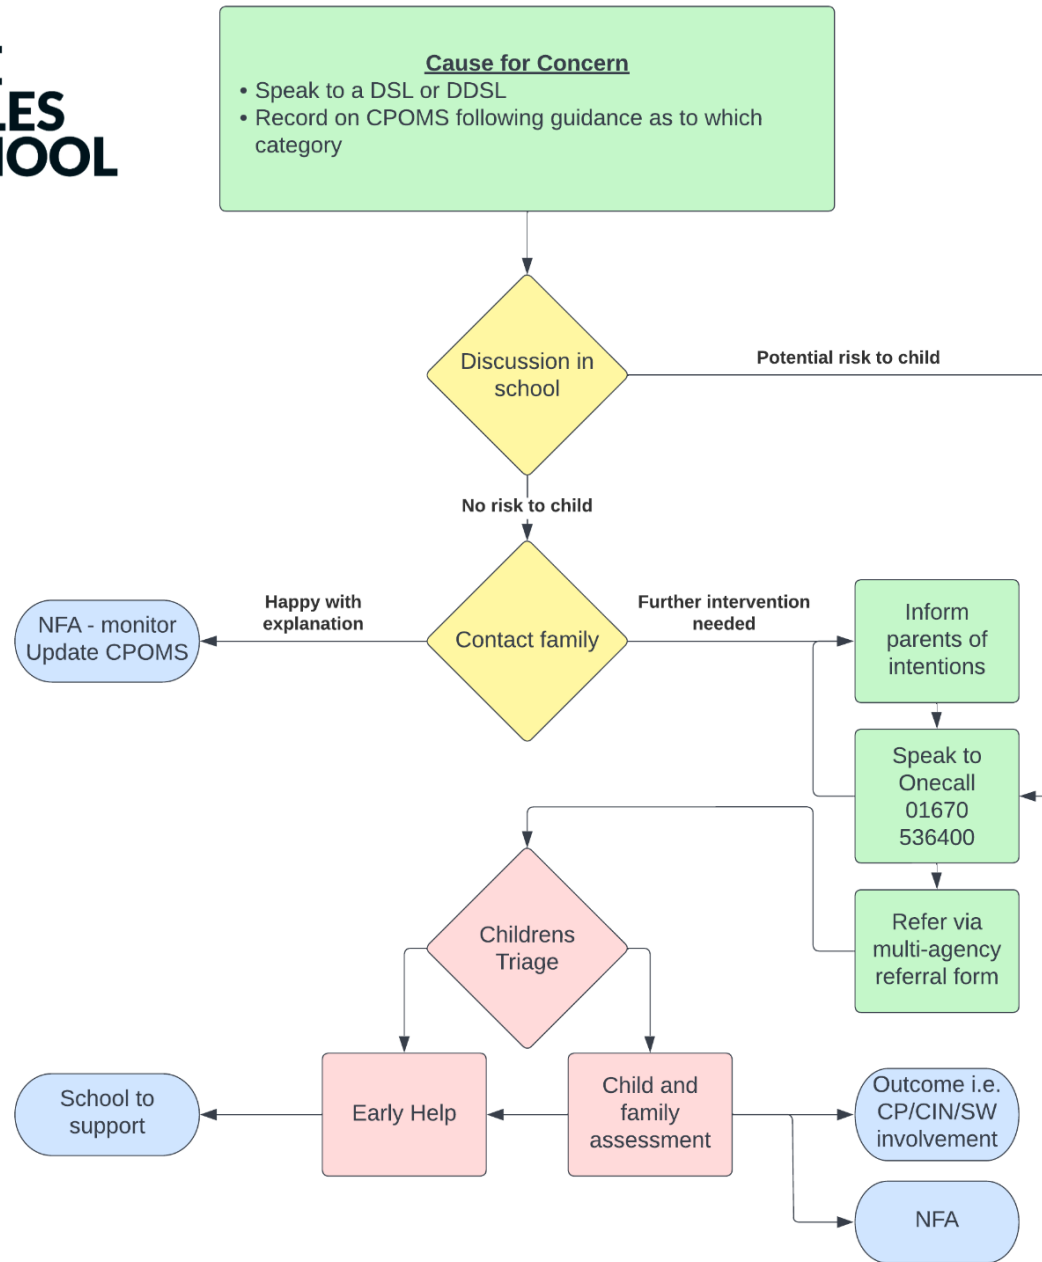 LES
HOOL
Cause for Concern
• Speak to a DSL or DDSL
• Record on CPOMS following guidance as to which
category
Discussion in
school
Potential risk to child
No risk to child
Happy with
explanation
Further intervention
needed
NFA - monitor
Update CPOMS
Contact family
Inform
parents of
intentions
Speak to
Onecall
01670
536400
Childrens
Triage
Refer via
multi-agency
referral form
School to
support
Early Help
Child and
family
assessment
Outcome i.e.
CP/CIN/SW
involvement
NFA